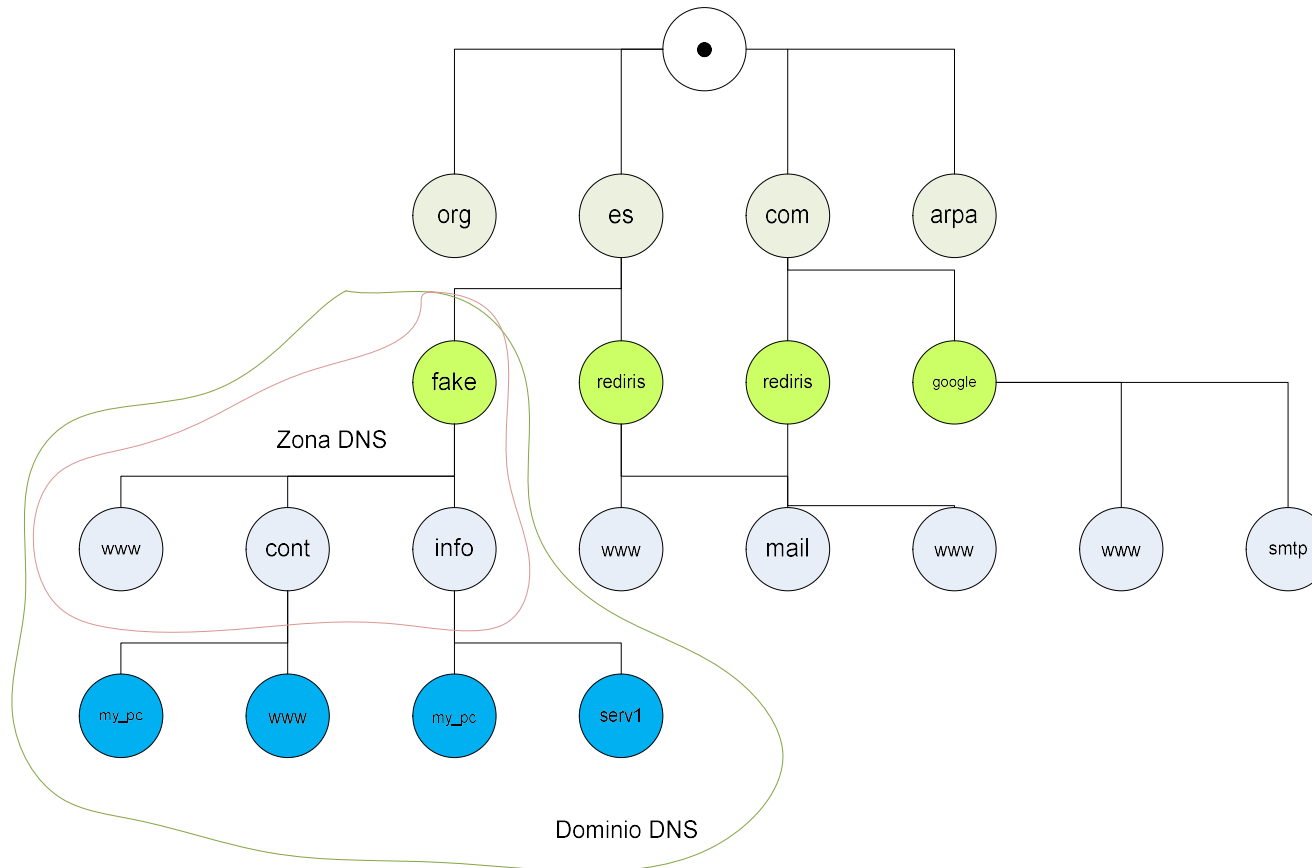 org
es
com
arpa
fake
rediris
rediris
google
Zona DNS
www
cont
info
www
mail
www
www
smtp
my_pc
www
my_pc
serv1
Dominio DNS